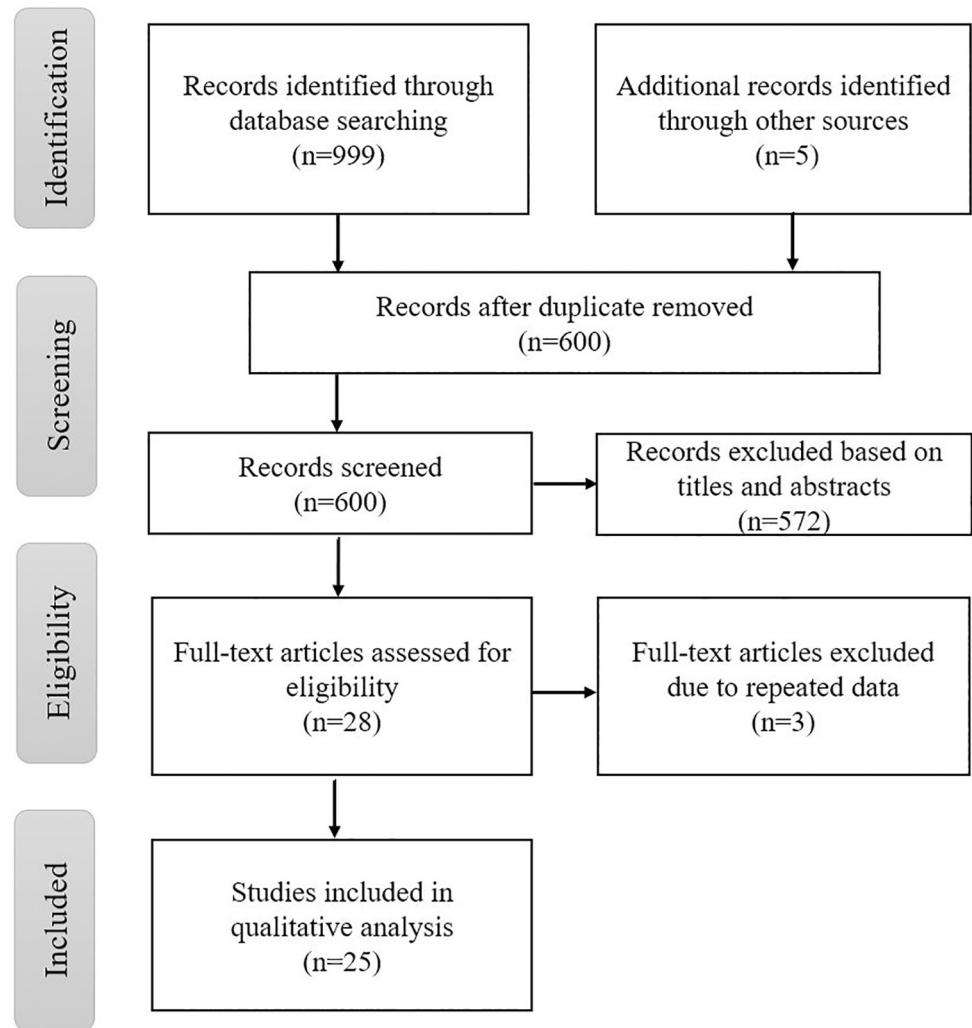 Identification
Records identified through
database searching
(n=999)
Additional records identified
through other sources
(n=5)
Screening
Records after duplicate removed
(n=600)
Records screened
(n=600)
Records excluded based on
titles and abstracts
(n=572)
Eligibility
Full-text articles assessed for
eligibility
(n=28)
Full-text articles excluded
due to repeated data
(n=3)
Included
Studies included in
qualitative analysis
(n=25)